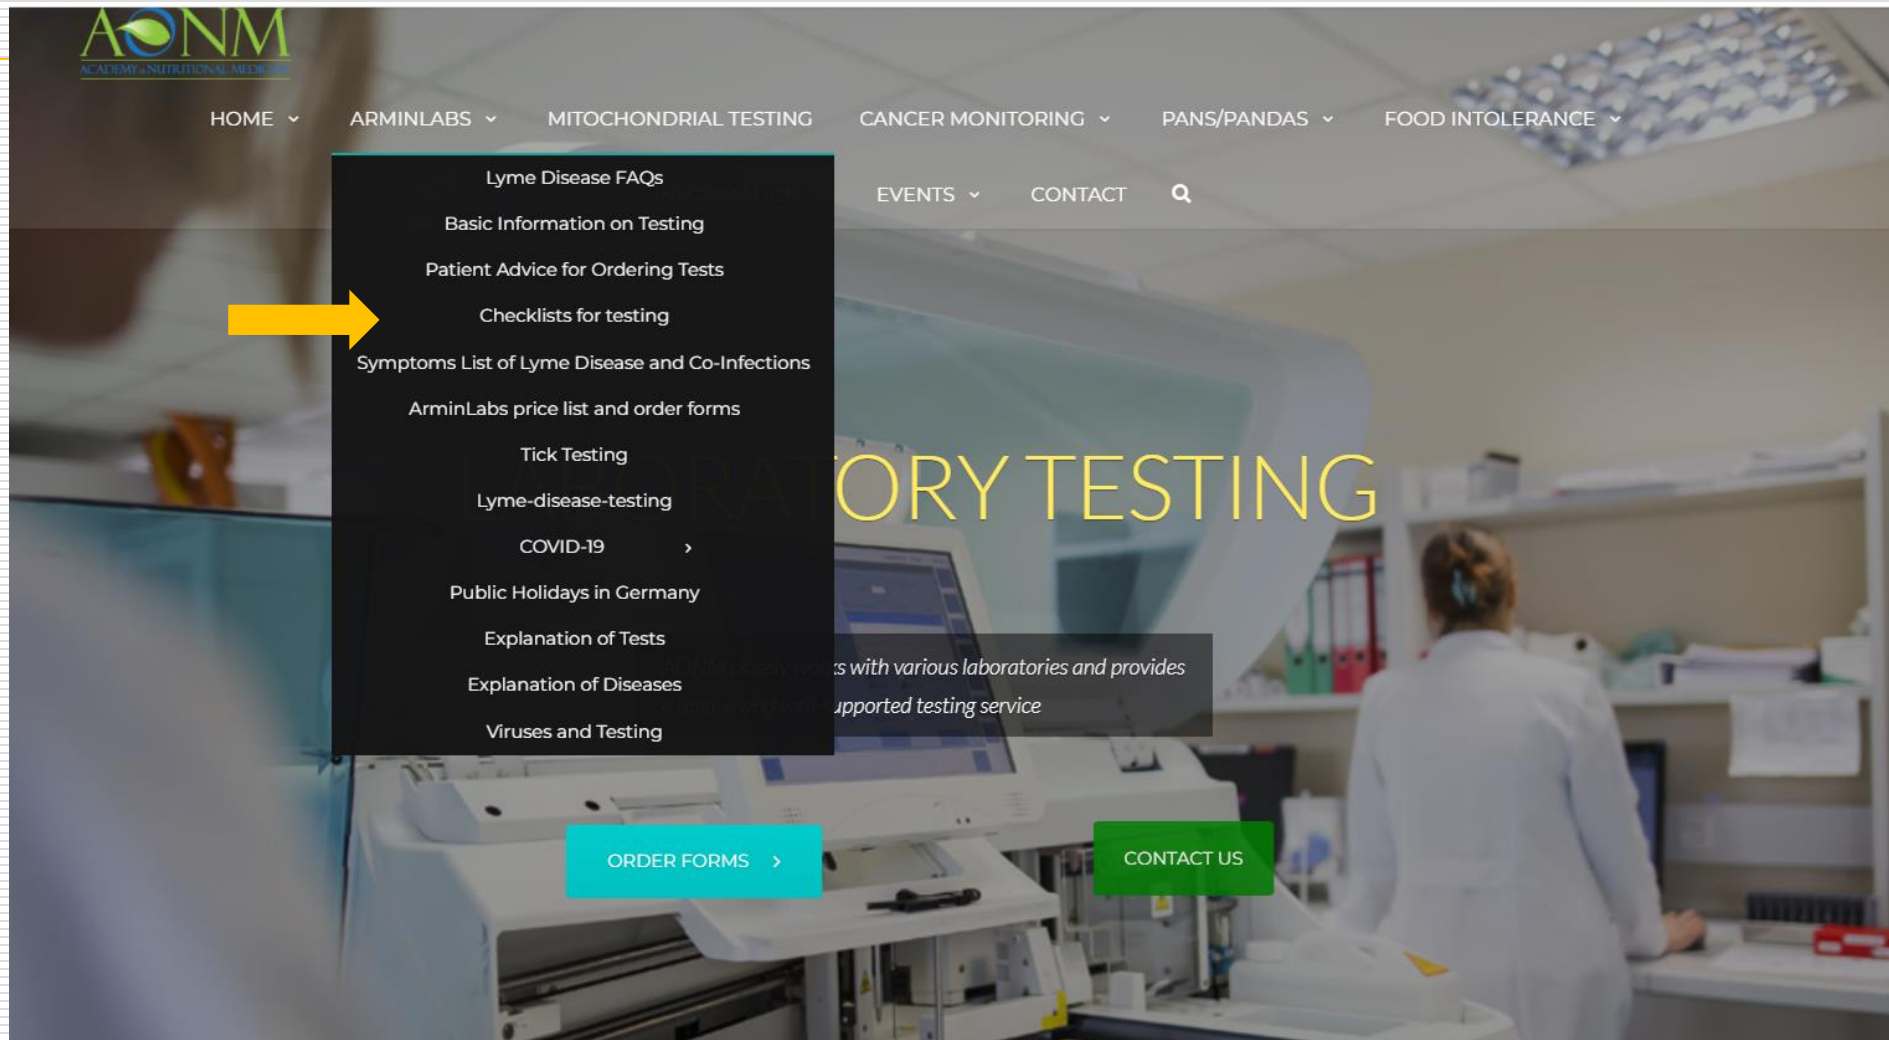 AONM
ACADEMY of NUTRITIONAL MEDICINE
HOME
ARMINLABS
MITOCHONDRIAL TESTING
CANCER MONITORING
PANS/PANDAS
FOOD INTOLERANCE
EVENTS
CONTACT
Lyme Disease FAQs
Basic Information on Testing
Patient Advice for Ordering Tests
Checklists for testing
Symptoms List of Lyme Disease and Co-Infections
ArminLabs price list and order forms
Tick Testing
Lyme-disease-testing
COVID-19
Public Holidays in Germany
Explanation of Tests
Explanation of Diseases
Viruses and Testing
LABORATORY TESTING
works with various laboratories and provides
supported testing service
ORDER FORMS
CONTACT US